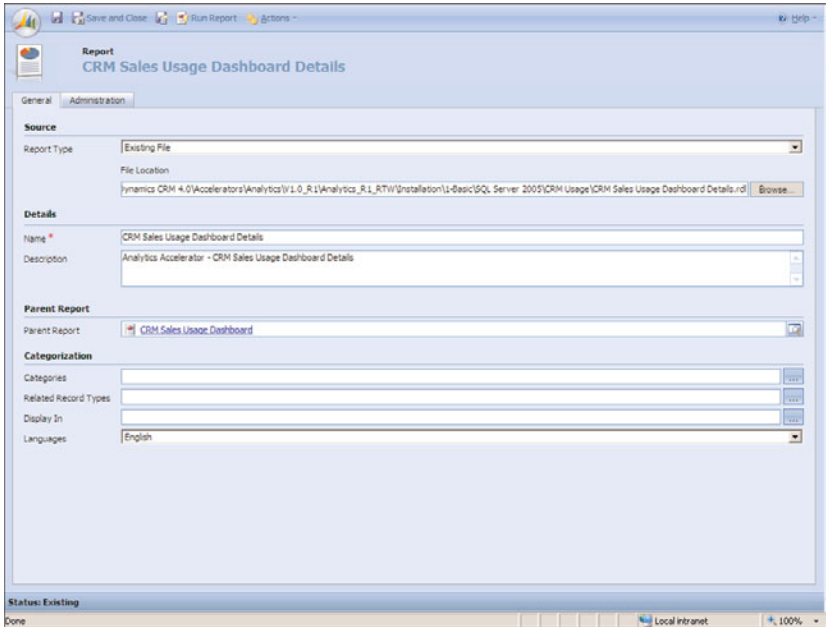 Save and Close Run Report Actions Help
Report
CRM Sales Usage Dashboard Details
General Administration
Source
Report Type Existing File
File Location
lynamics CRM 4.0\Accelerators\Analytics\V1.0_R1\Analytics_R1_RTW\Installation\1-Basic\SQL Server 2005\CRM Usage\CRM Sales Usage Dashboard Details.rdl Browse...
Details
Name * CRM Sales Usage Dashboard Details
Description Analytics Accelerator - CRM Sales Usage Dashboard Details
Parent Report
Parent Report CRM Sales Usage Dashboard
Categorization
Categories ...
Related Record Types ...
Display In ...
Languages English
Status: Existing
Done Local intranet 100%